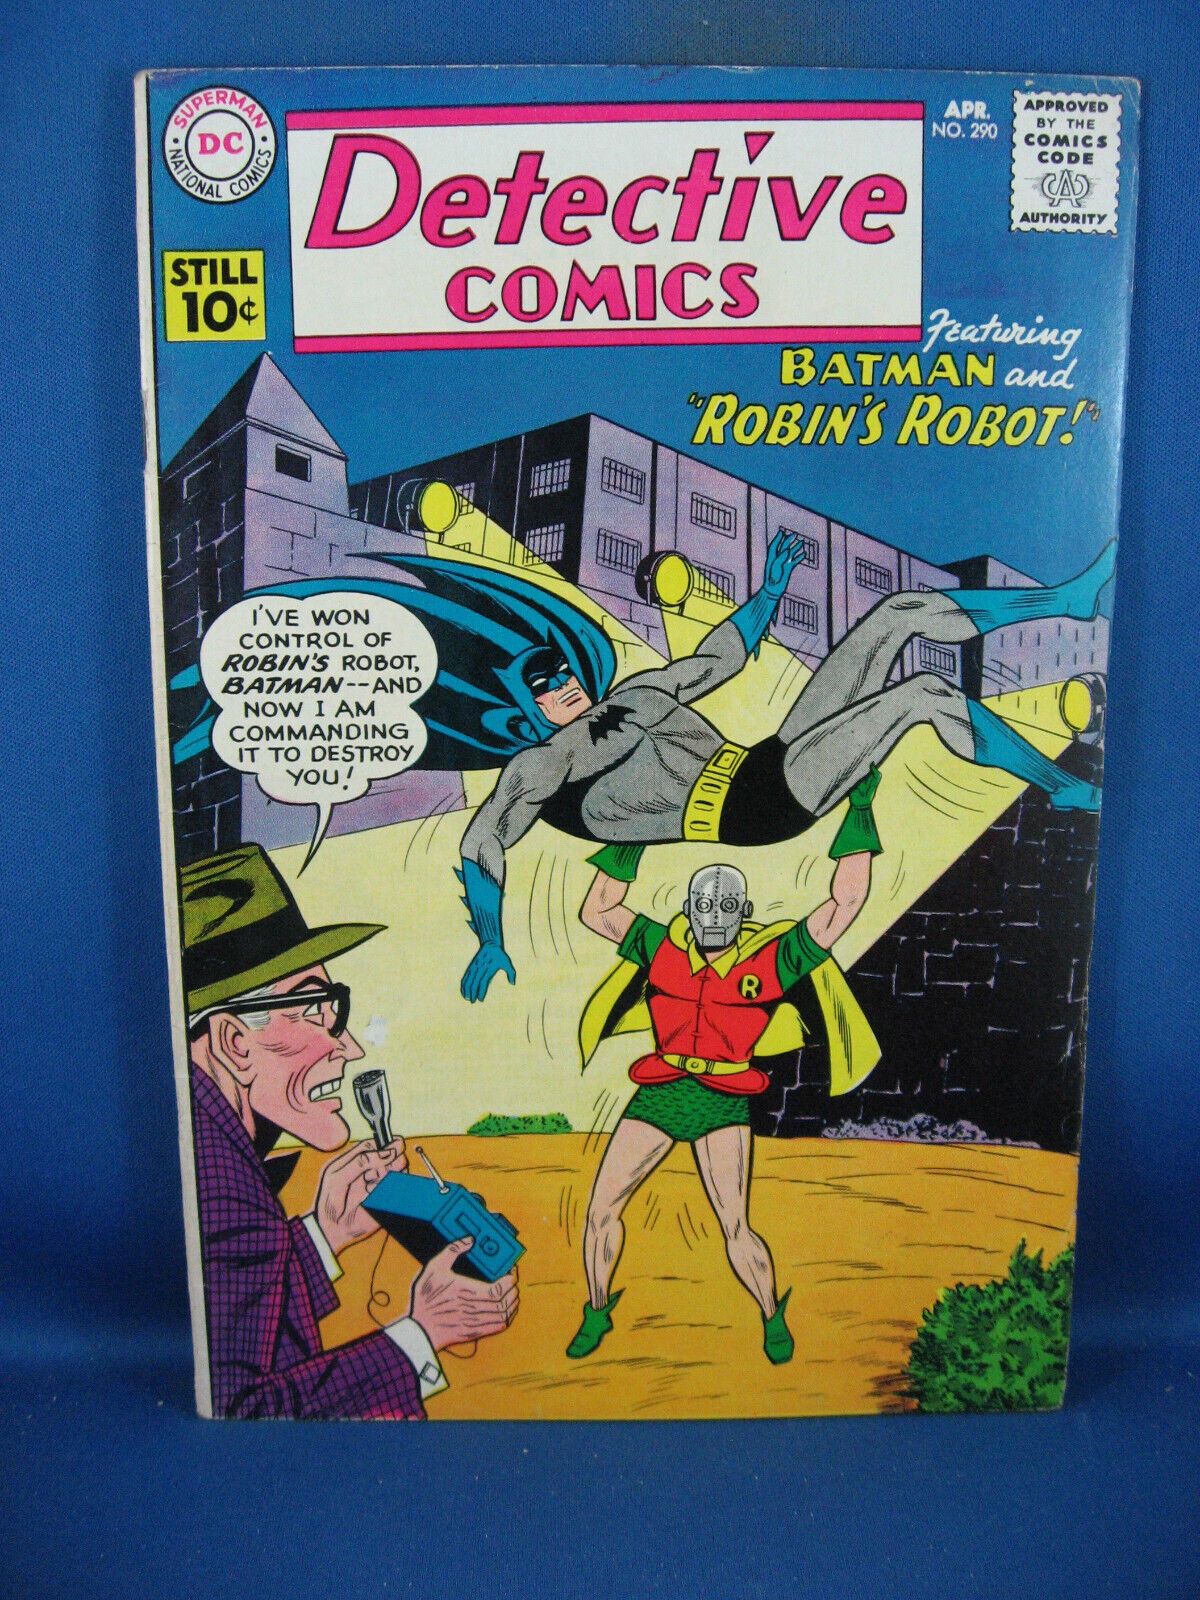 SUPERMAN
DC
NATIONAL COMICS
Detective
COMICS
APR.
NO. 290
APPROVED
BY THE
COMICS
CODE
CA
AUTHORITY
STILL
10¢
Featuring
BATMAN and
"ROBIN'S ROBOT!"
I'VE WON
CONTROL OF
ROBIN'S ROBOT,
BATMAN--AND
NOW I AM
COMMANDING
IT TO DESTROY
YOU!
R